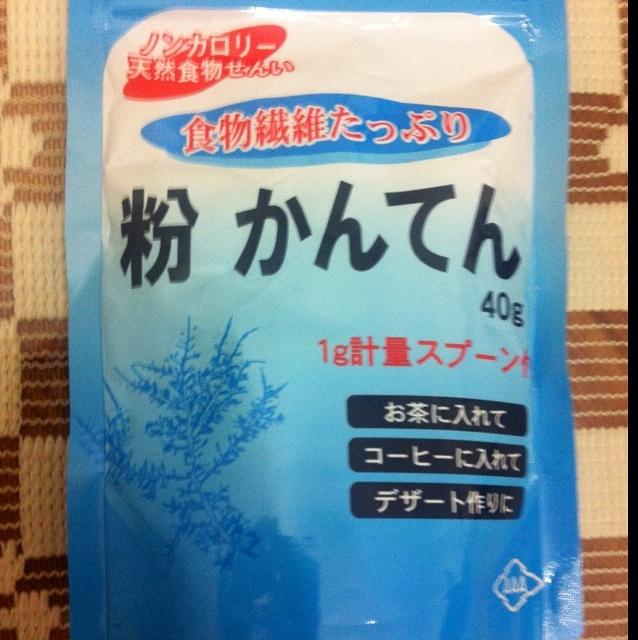 ノンカロリー
天然食物せんい
食物繊維たっぷり
粉 かんてん
40g
1g計量スプーン付
お茶に入れて
コーヒーに入れて
デザート作りに